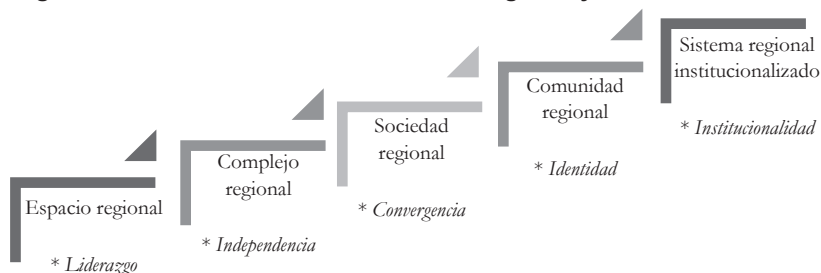 Espacio regional
* Liderazgo
Complejo
regional
* Independencia
Sociedad
regional
* Convergencia
Comunidad
regional
* Identidad
Sistema regional
institucionalizado
* Institucionalidad